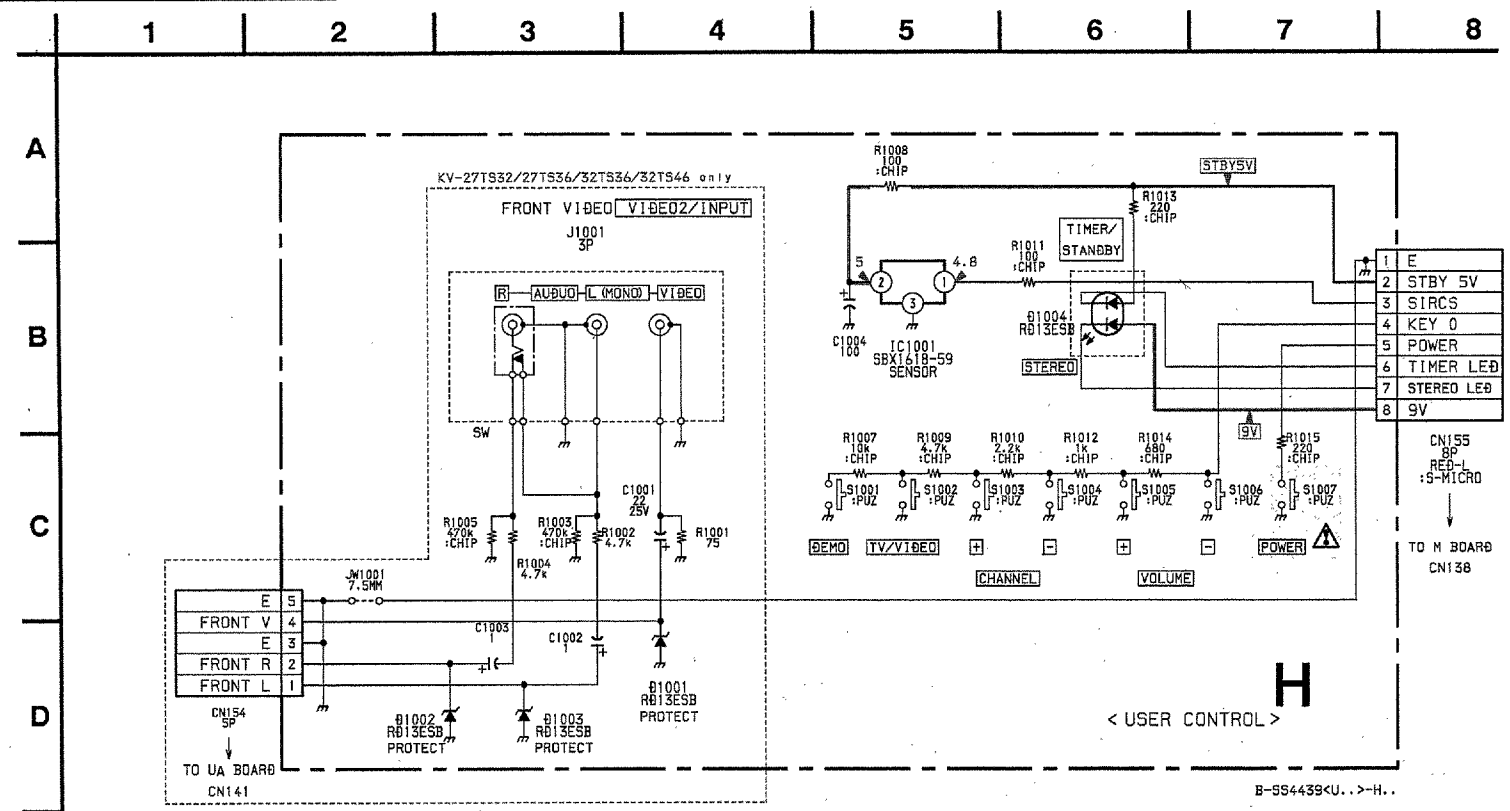 1 2 3 4 5 6 7 8
A
B
C
D
KV-27TS32/27TS36/32TS36/32TS46 only
FRONT VIDEO VIDEO2/INPUT
J1001
3P
R AUDUO L (MONO) VIDEO
SW
R1005
470k
:CHIP
R1004
4.7k
R1003
470k
:CHIP
R1002
4.7k
C1001
22
25V
R1001
75
JW1001
7.5MM
E 5
FRONT V 4
E 3
FRONT R 2
FRONT L 1
CN154
5P
TO UA BOARD
CN141
C1003
1
C1002
1
D1002
RD13ESB
PROTECT
D1003
RD13ESB
PROTECT
D1001
RD13ESB
PROTECT
R1008
100
:CHIP
STBY5V
R1013
220
:CHIP
TIMER/
STANDBY
R1011
100
:CHIP
5
4.8
2
1
3
C1004
100
IC1001
SBX1618-59
SENSOR
D1004
RD13ESB
STEREO
1 E
2 STBY 5V
3 SIRCS
4 KEY 0
5 POWER
6 TIMER LED
7 STEREO LED
8 9V
9V
CN155
8P
RED-L
:S-MICRO
TO M BOARD
CN138
R1007
10k
:CHIP
R1009
4.7k
:CHIP
R1010
2.2k
:CHIP
R1012
1k
:CHIP
R1014
680
:CHIP
R1015
220
:CHIP
S1001
:PUZ
S1002
:PUZ
S1003
:PUZ
S1004
:PUZ
S1005
:PUZ
S1006
:PUZ
S1007
:PUZ
DEMO TV/VIDEO + - + - POWER
CHANNEL VOLUME
H
< USER CONTROL >
B-SS4439<U..>-H..